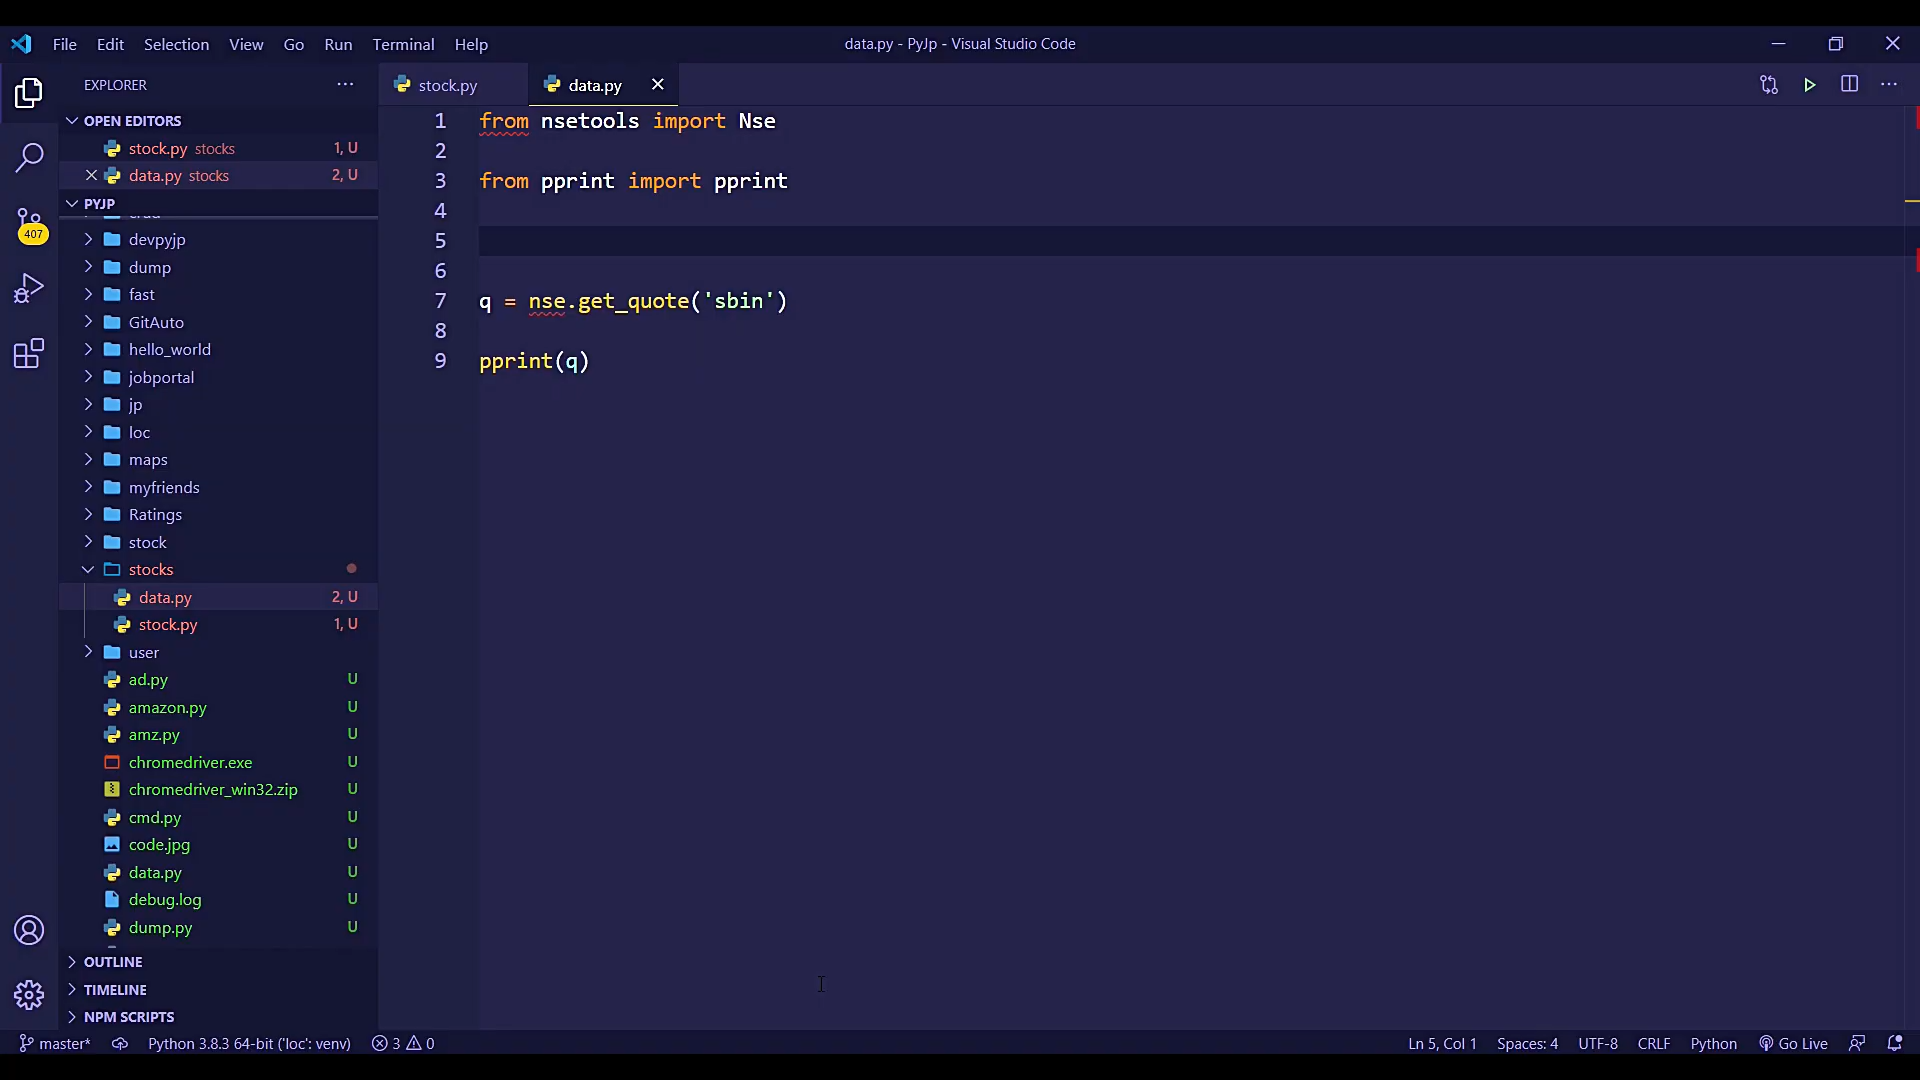 File Edit Selection View Go Run Terminal Help
data.py - PyJp - Visual Studio Code
EXPLORER
OPEN EDITORS
stock.py stocks 1, U
data.py stocks 2, U
PYJP
devpyjp
dump
fast
GitAuto
hello_world
jobportal
jp
loc
maps
myfriends
Ratings
stock
stocks
data.py 2, U
stock.py 1, U
user
ad.py U
amazon.py U
amz.py U
chromedriver.exe U
chromedriver_win32.zip U
cmd.py U
code.jpg U
data.py U
debug.log U
dump.py U
OUTLINE
TIMELINE
NPM SCRIPTS
407
stock.py
data.py
1 from nsetools import Nse
2
3 from pprint import pprint
4
5
6
7 q = nse.get_quote('sbin')
8
9 pprint(q)
master* Python 3.8.3 64-bit ('loc': venv) 3 0
Ln 5, Col 1 Spaces: 4 UTF-8 CRLF Python Go Live